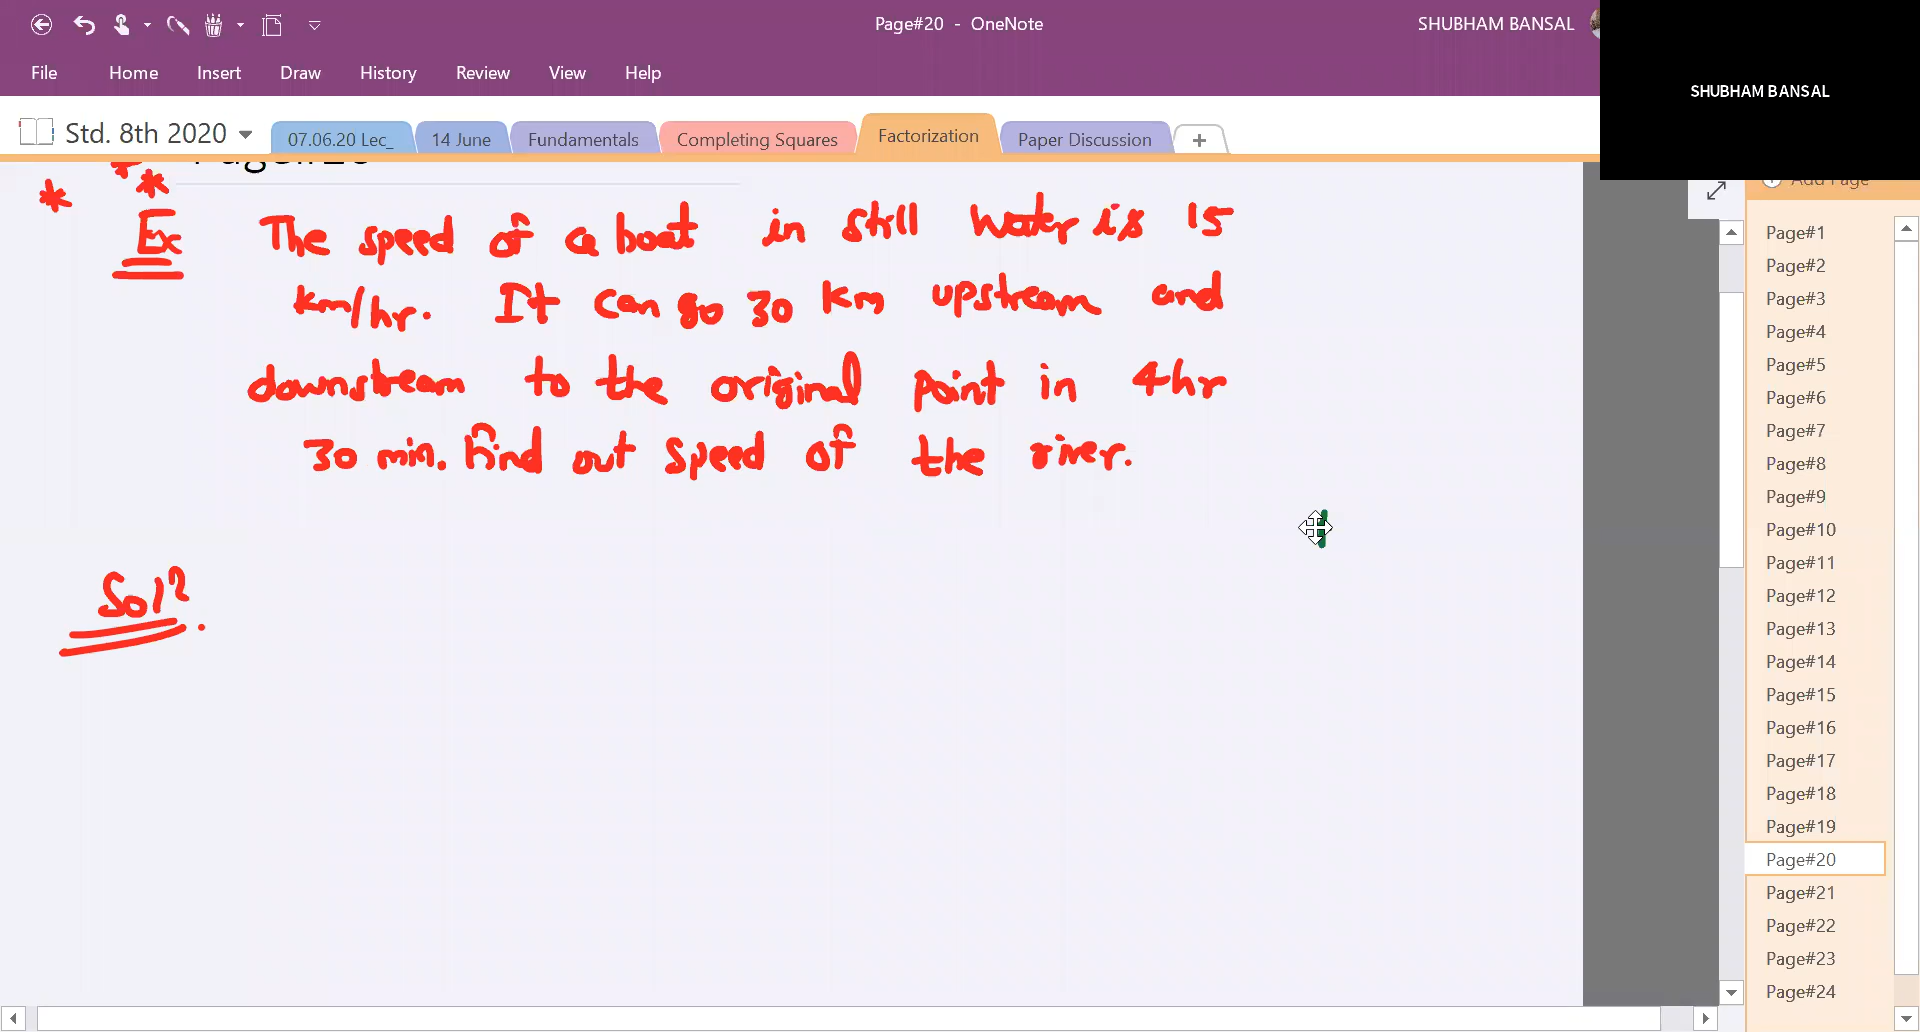 Page#20 - OneNote
SHUBHAM BANSAL
SHUBHAM BANSAL
File Home Insert Draw History Review View Help
Std. 8th 2020
07.06.20 Lec_
14 June
Fundamentals
Completing Squares
Factorization
Paper Discussion
+
Add Page
* * *
Ex The speed of a boat in still water is 15
km/hr. It can go 30 km upstream and
downstream to the original point in 4hr
30 min. Find out speed of the river.
Solⁿ.
Page#1
Page#2
Page#3
Page#4
Page#5
Page#6
Page#7
Page#8
Page#9
Page#10
Page#11
Page#12
Page#13
Page#14
Page#15
Page#16
Page#17
Page#18
Page#19
Page#20
Page#21
Page#22
Page#23
Page#24